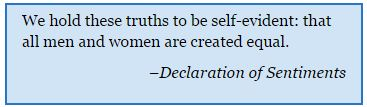 We hold these truths to be self-evident: that
all men and women are created equal.
–Declaration of Sentiments